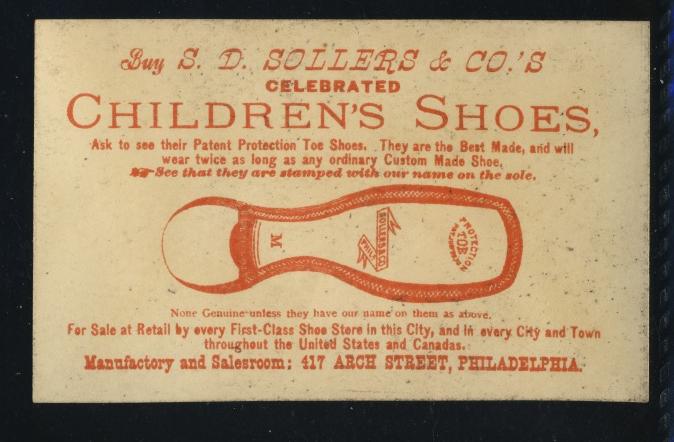 Buy S. D. SOLLERS & CO.'S
CELEBRATED
CHILDREN'S SHOES,
Ask to see their Patent Protection Toe Shoes. They are the Best Made, and will
wear twice as long as any ordinary Custom Made Shoe.
See that they are stamped with our name on the sole.
M
SOLLERS & CO.
PHILA
PROTECTION
TOE
None Genuine unless they have our name on them as above.
For Sale at Retail by every First-Class Shoe Store in this City, and in every City and Town
throughout the United States and Canadas.
Manufactory and Salesroom: 417 ARCH STREET, PHILADELPHIA.